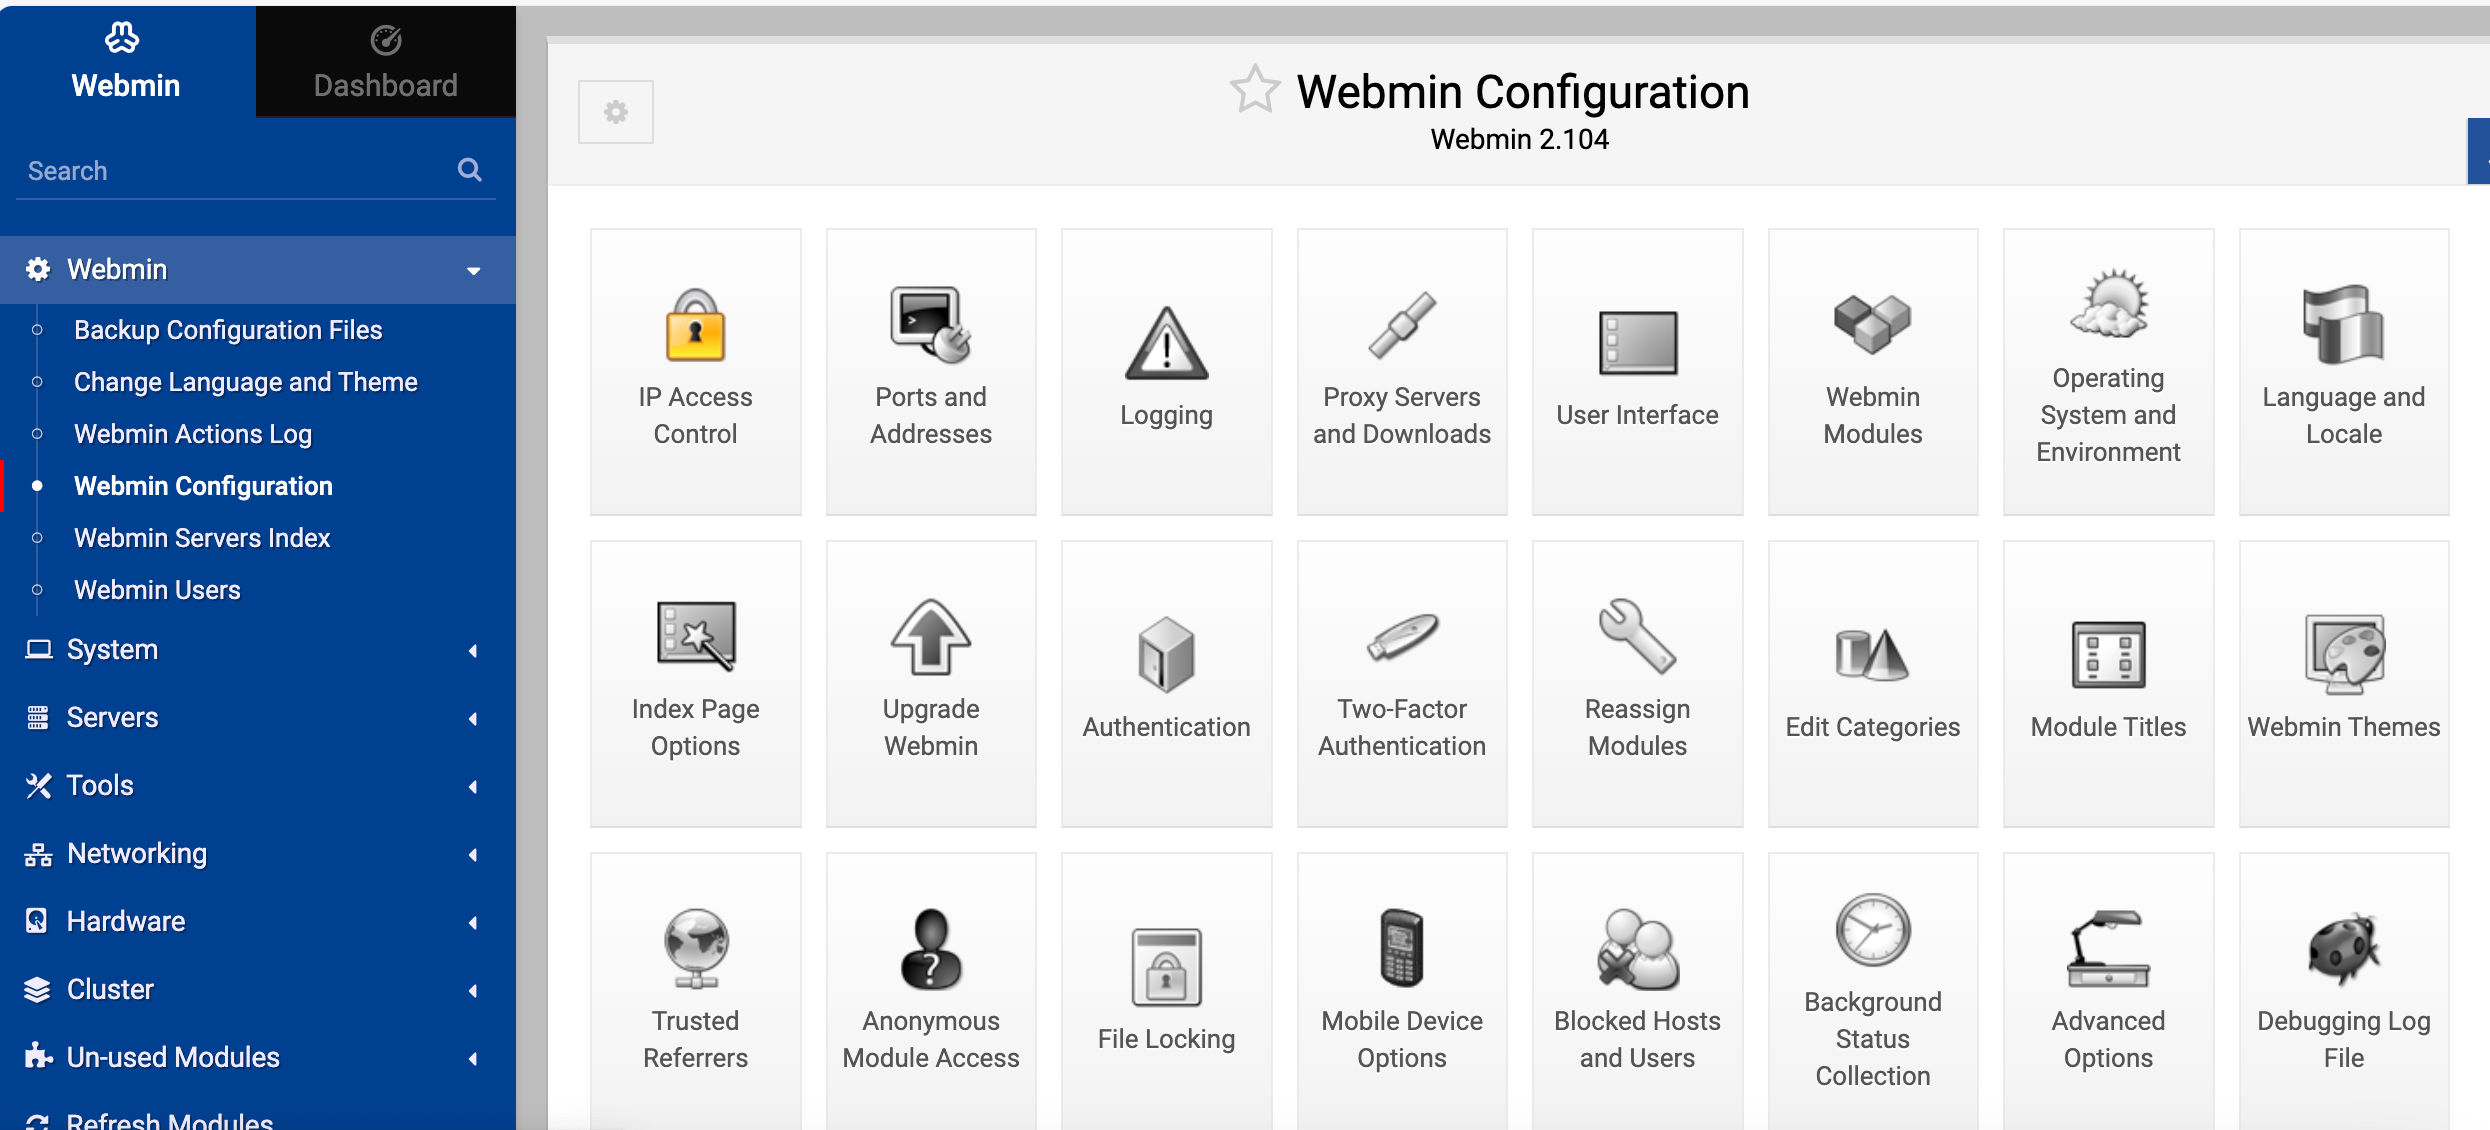 Webmin
Dashboard
Search
Webmin
Backup Configuration Files
Change Language and Theme
Webmin Actions Log
Webmin Configuration
Webmin Servers Index
Webmin Users
System
Servers
Tools
Networking
Hardware
Cluster
Un-used Modules
Refresh Modules
Webmin Configuration
Webmin 2.104
IP Access
Control
Ports and
Addresses
Logging
Proxy Servers
and Downloads
User Interface
Webmin
Modules
Operating
System and
Environment
Language and
Locale
Index Page
Options
Upgrade
Webmin
Authentication
Two-Factor
Authentication
Reassign
Modules
Edit Categories
Module Titles
Webmin Themes
Trusted
Referrers
Anonymous
Module Access
File Locking
Mobile Device
Options
Blocked Hosts
and Users
Background
Status
Collection
Advanced
Options
Debugging Log
File